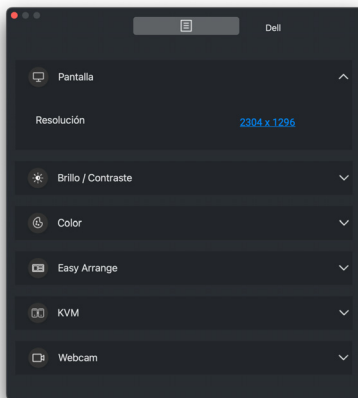 Dell
Pantalla
Resolución
2304 x 1296
Brillo / Contraste
Color
Easy Arrange
KVM
Webcam